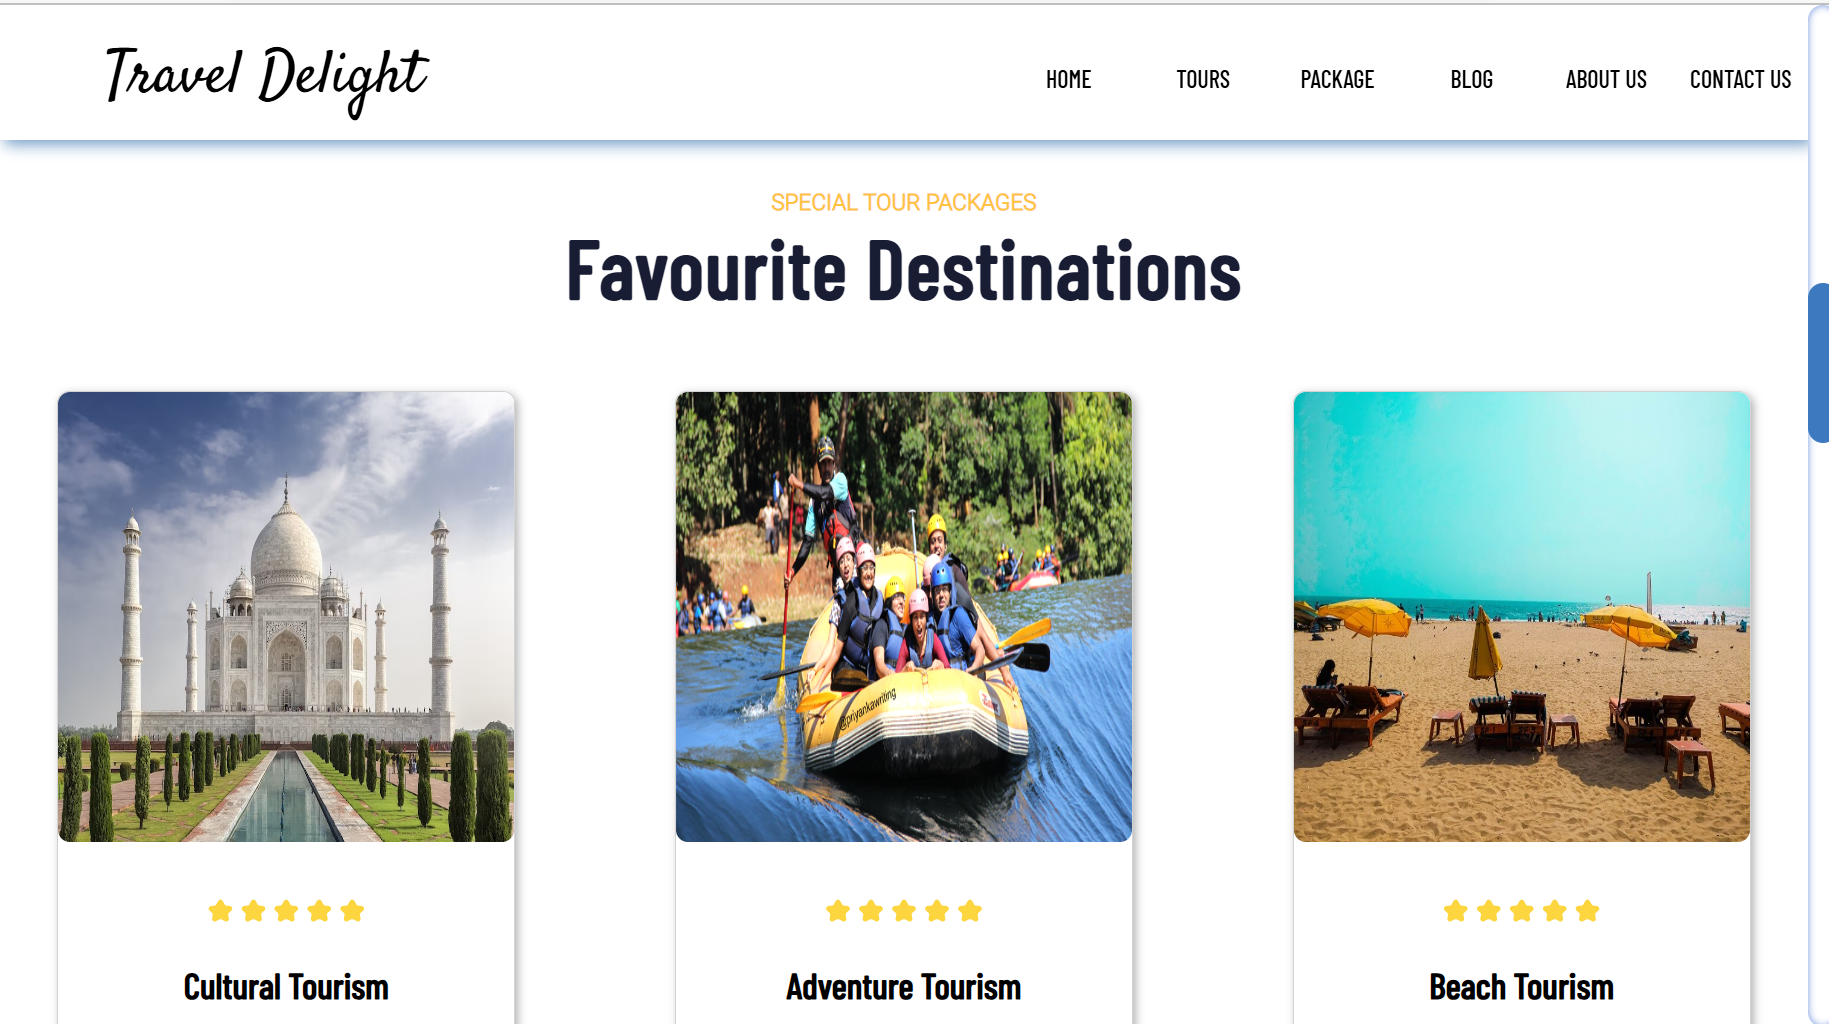 Travel Delight
HOME TOURS PACKAGE BLOG ABOUT US CONTACT US
SPECIAL TOUR PACKAGES
Favourite Destinations
@priyankawriting
Cultural Tourism Adventure Tourism Beach Tourism